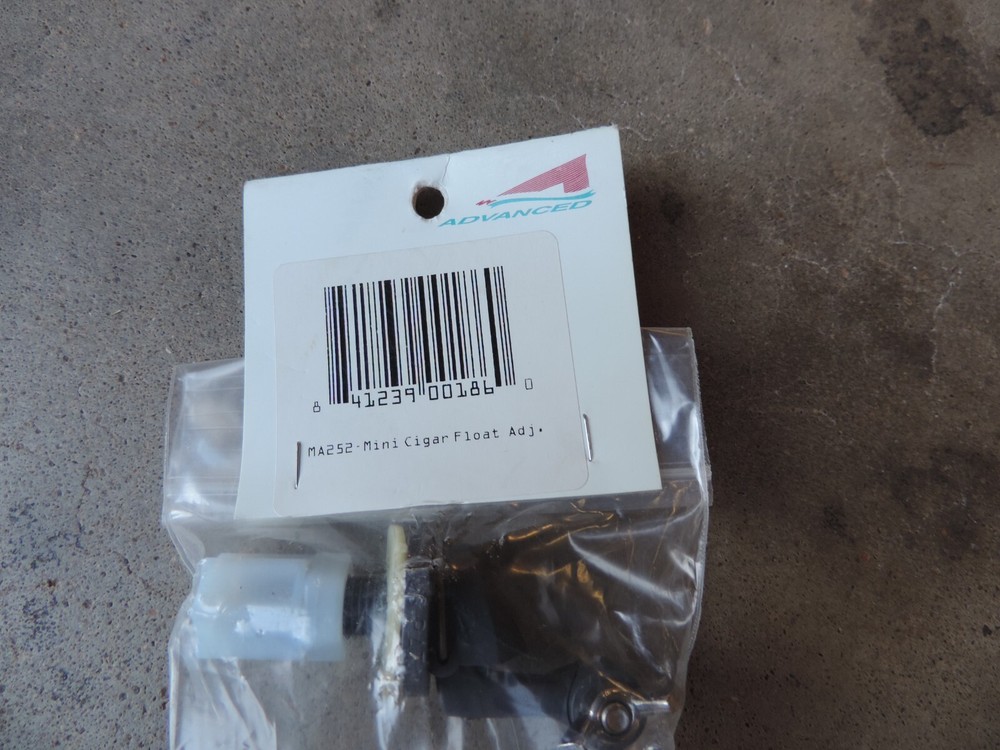 ADVANCED
8 41239 00186 0
MA252-Mini Cigar Float Adj.